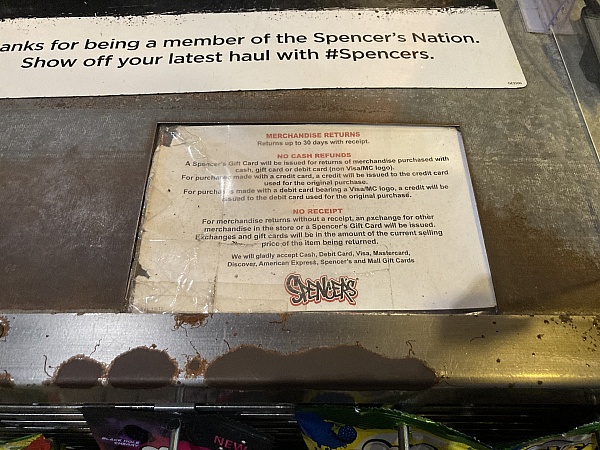 anks for being a member of the Spencer's Nation.
Show off your latest haul with #Spencers.
MERCHANDISE RETURNS
Returns up to 30 days with receipt.
NO CASH REFUNDS
A Spencer's Gift Card will be issued for returns of merchandise purchased with
cash, gift card or debit card (non Visa/MC logo).
For purchases made with a credit card, a credit will be issued to the credit card
used for the original purchase.
For purchases made with a debit card bearing a Visa/MC logo, a credit will be
issued to the debit card used for the original purchase.
NO RECEIPT
For merchandise returns without a receipt, an exchange for other
merchandise in the store or a Spencer's Gift Card will be issued.
Exchanges and gift cards will be in the amount of the current selling
price of the item being returned.
We will gladly accept Cash, Debit Card, Visa, Mastercard,
Discover, American Express, Spencer's and Mall Gift Cards
SPENCER'S
BLACK HOLE
NEW